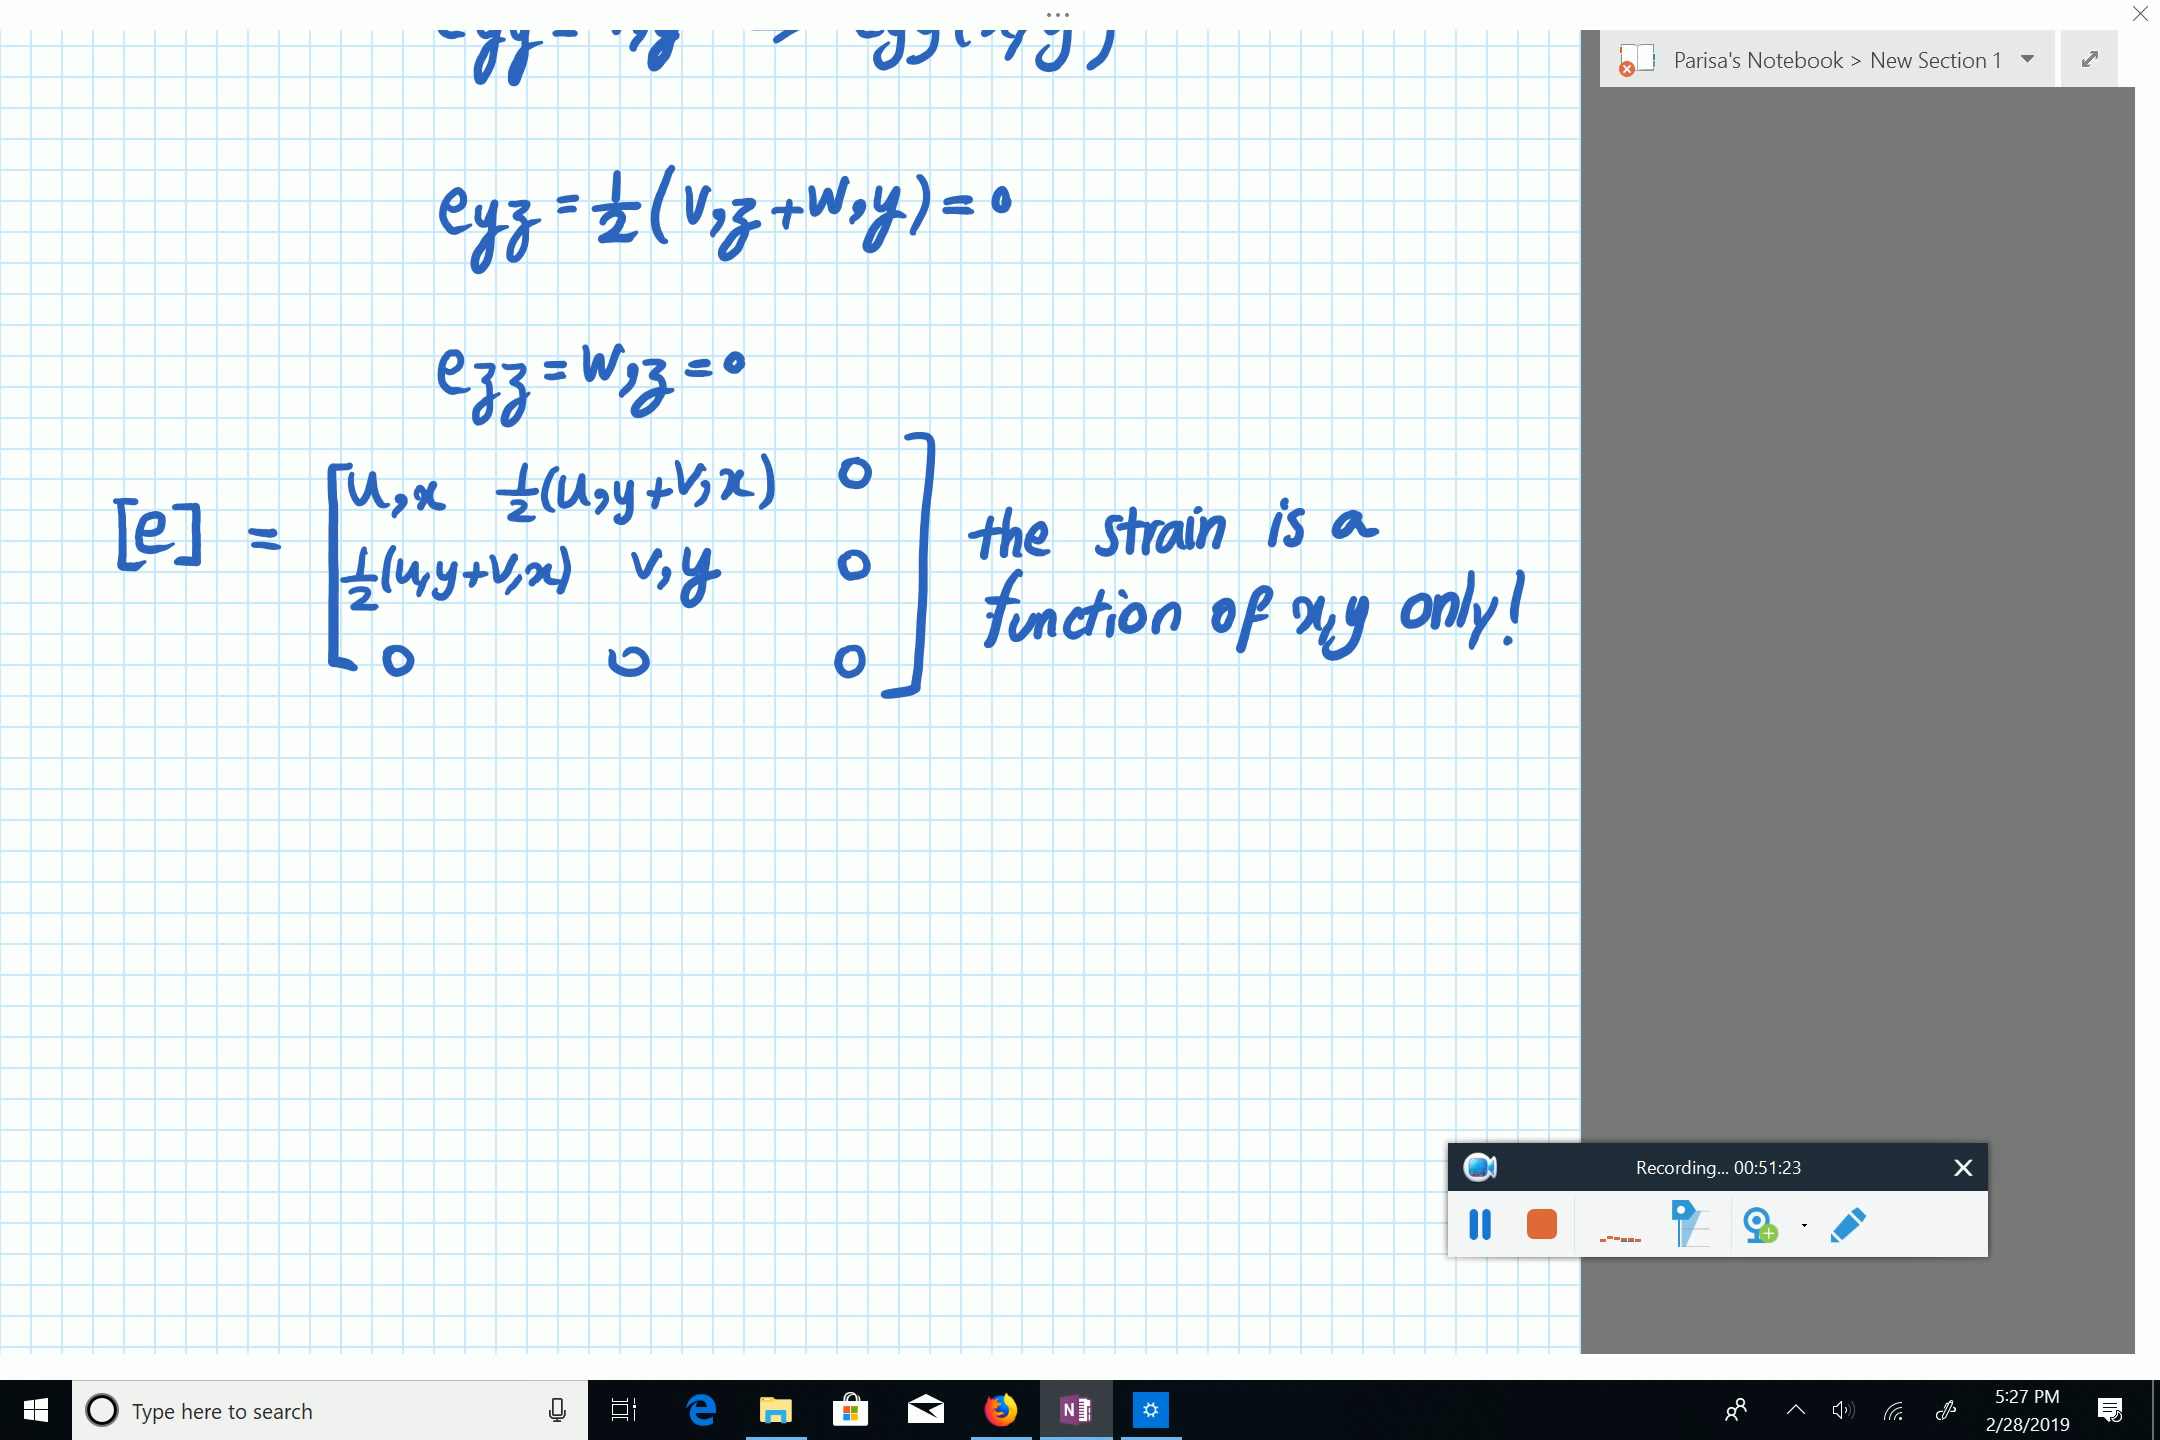 Parisa's Notebook > New Section 1
eyz = 1/2 (v,z + w,y) = 0
ezz = w,z = 0
[e] = [ u,x 1/2(u,y+v,x) 0
1/2(u,y+v,x) v,y 0
0 0 0 ]
the strain is a
function of x,y only!
Recording... 00:51:23
Type here to search
5:27 PM
2/28/2019